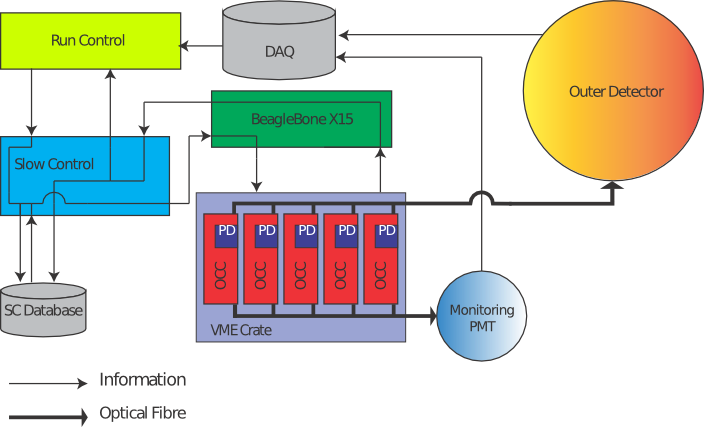 Run Control
DAQ
Outer Detector
BeagleBone X15
Slow Control
PD PD PD PD PD
OCC OCC OCC OCC OCC
SC Database
VME Crate
Monitoring
PMT
Information
Optical Fibre